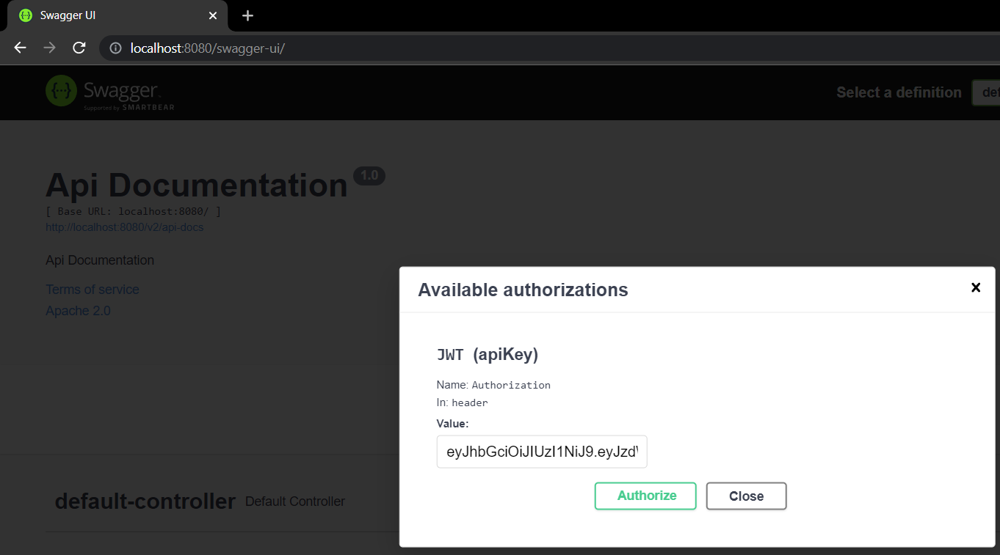 Swagger UI
localhost:8080/swagger-ui/
Swagger
Supported by SMARTBEAR
Select a definition
def
Api Documentation 1.0
[ Base URL: localhost:8080/ ]
http://localhost:8080/v2/api-docs
Api Documentation
Terms of service
Apache 2.0
Available authorizations
JWT (apiKey)
Name: Authorization
In: header
Value:
eyJhbGciOiJIUzI1NiJ9.eyJzd
Authorize
Close
default-controller Default Controller